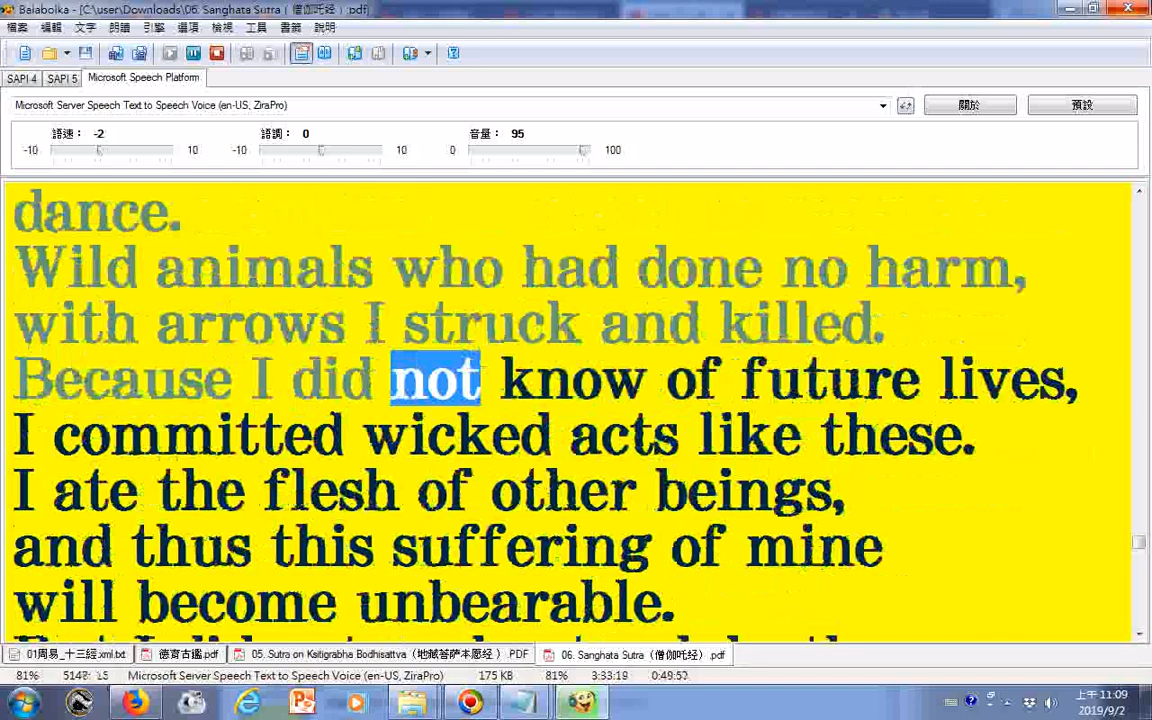 Balabolka - [C:\user\Downloads\06. Sanghata Sutra（僧伽吒经）.pdf]
檔案 編輯 文字 朗讀 引擎 選項 檢視 工具 書籤 說明
SAPI 4 SAPI 5 Microsoft Speech Platform
Microsoft Server Speech Text to Speech Voice (en-US, ZiraPro) 關於 預設
語速： -2 語調： 0 音量： 95
-10 10 -10 10 0 100
dance.
Wild animals who had done no harm,
with arrows I struck and killed.
Because I did not know of future lives,
I committed wicked acts like these.
I ate the flesh of other beings,
and thus this suffering of mine
will become unbearable.
01周易_十三經.xml.txt 德育古鑑.pdf 05. Sutra on Ksitigrabha Bodhisattva（地藏菩萨本愿经）.PDF 06. Sanghata Sutra（僧伽吒经）.pdf
81% Microsoft Server Speech Text to Speech Voice (en-US, ZiraPro) 175 KB 81% 3:33:19 0:49:57
上午 11:09
2019/9/2